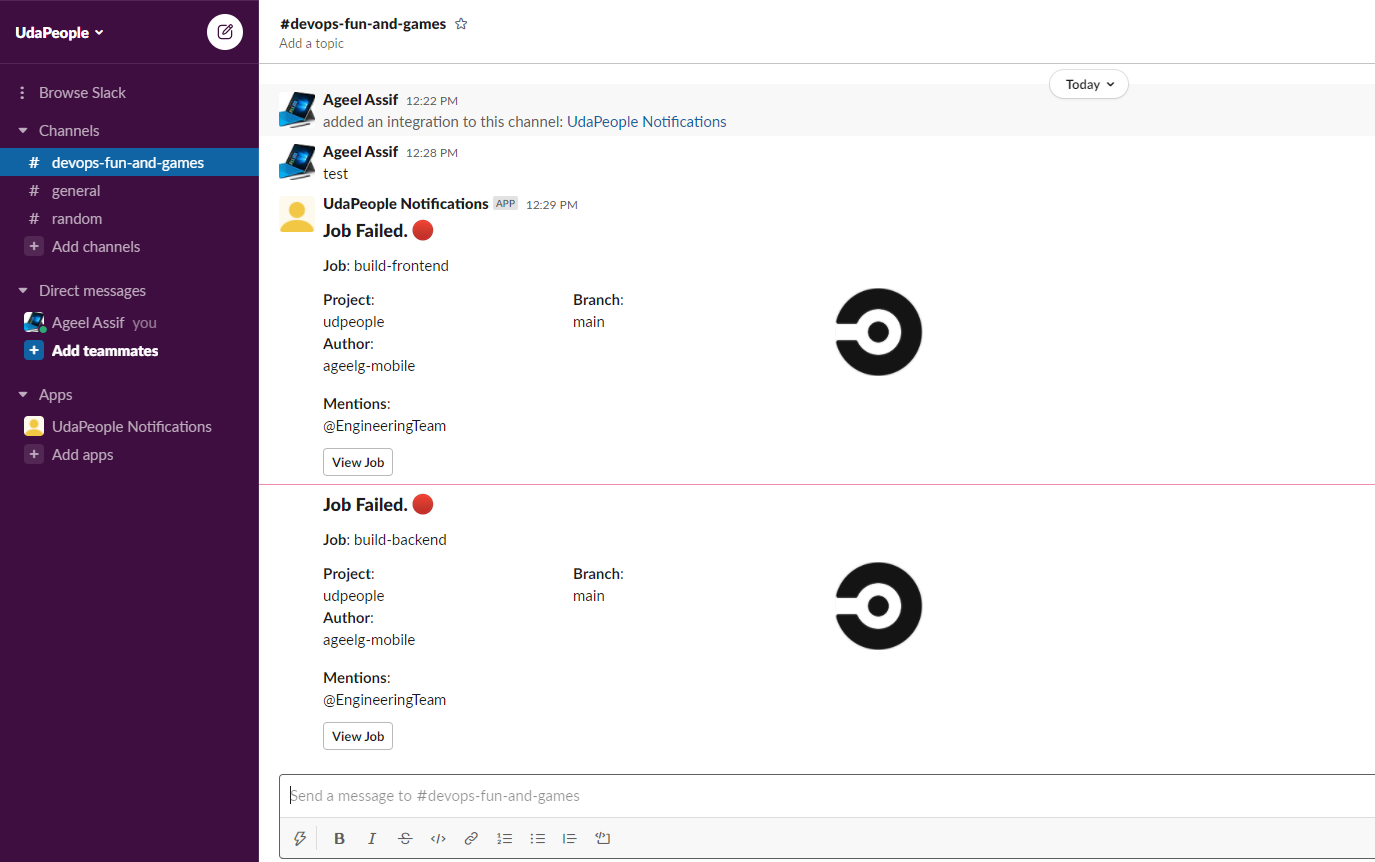 UdaPeople
Browse Slack
Channels
# devops-fun-and-games
# general
# random
+ Add channels
Direct messages
Ageel Assif you
+ Add teammates
Apps
UdaPeople Notifications
+ Add apps
#devops-fun-and-games
Add a topic
Today
Ageel Assif 12:22 PM
added an integration to this channel: UdaPeople Notifications
Ageel Assif 12:28 PM
test
UdaPeople Notifications APP 12:29 PM
Job Failed.
Job: build-frontend
Project: Branch:
udpeople main
Author:
ageelg-mobile
Mentions:
@EngineeringTeam
View Job
Job Failed.
Job: build-backend
Project: Branch:
udpeople main
Author:
ageelg-mobile
Mentions:
@EngineeringTeam
View Job
Send a message to #devops-fun-and-games
B I S </>